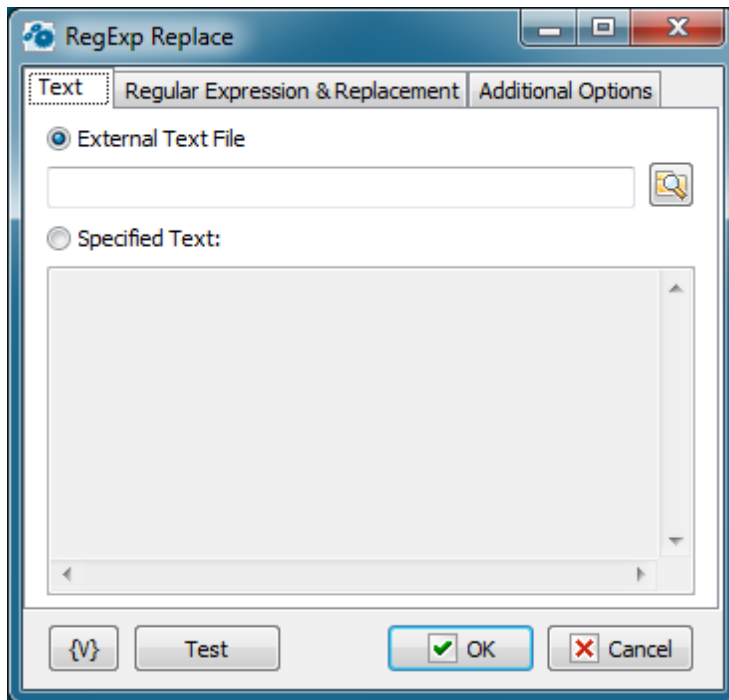 RegExp Replace
Text Regular Expression & Replacement Additional Options
External Text File
Specified Text:
{V} Test OK Cancel